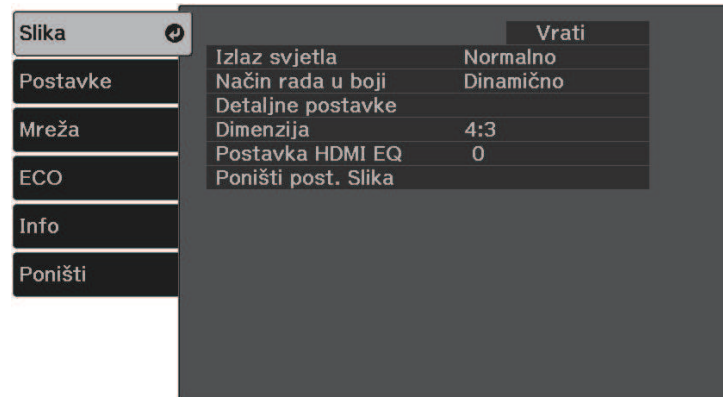 Slika
Postavke
Mreža
ECO
Info
Poništi
Vrati
Izlaz svjetla Normalno
Način rada u boji Dinamično
Detaljne postavke
Dimenzija 4:3
Postavka HDMI EQ 0
Poništi post. Slika